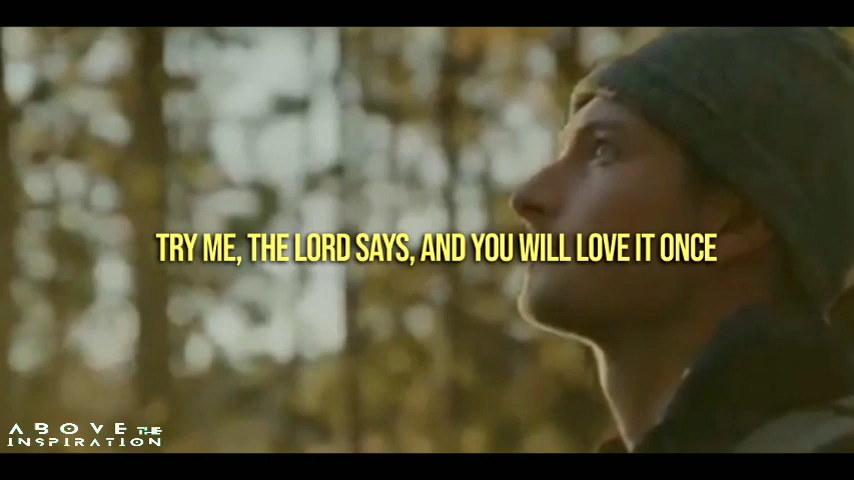 TRY ME, THE LORD SAYS, AND YOU WILL LOVE IT ONCE
ABOVE THE
INSPIRATION